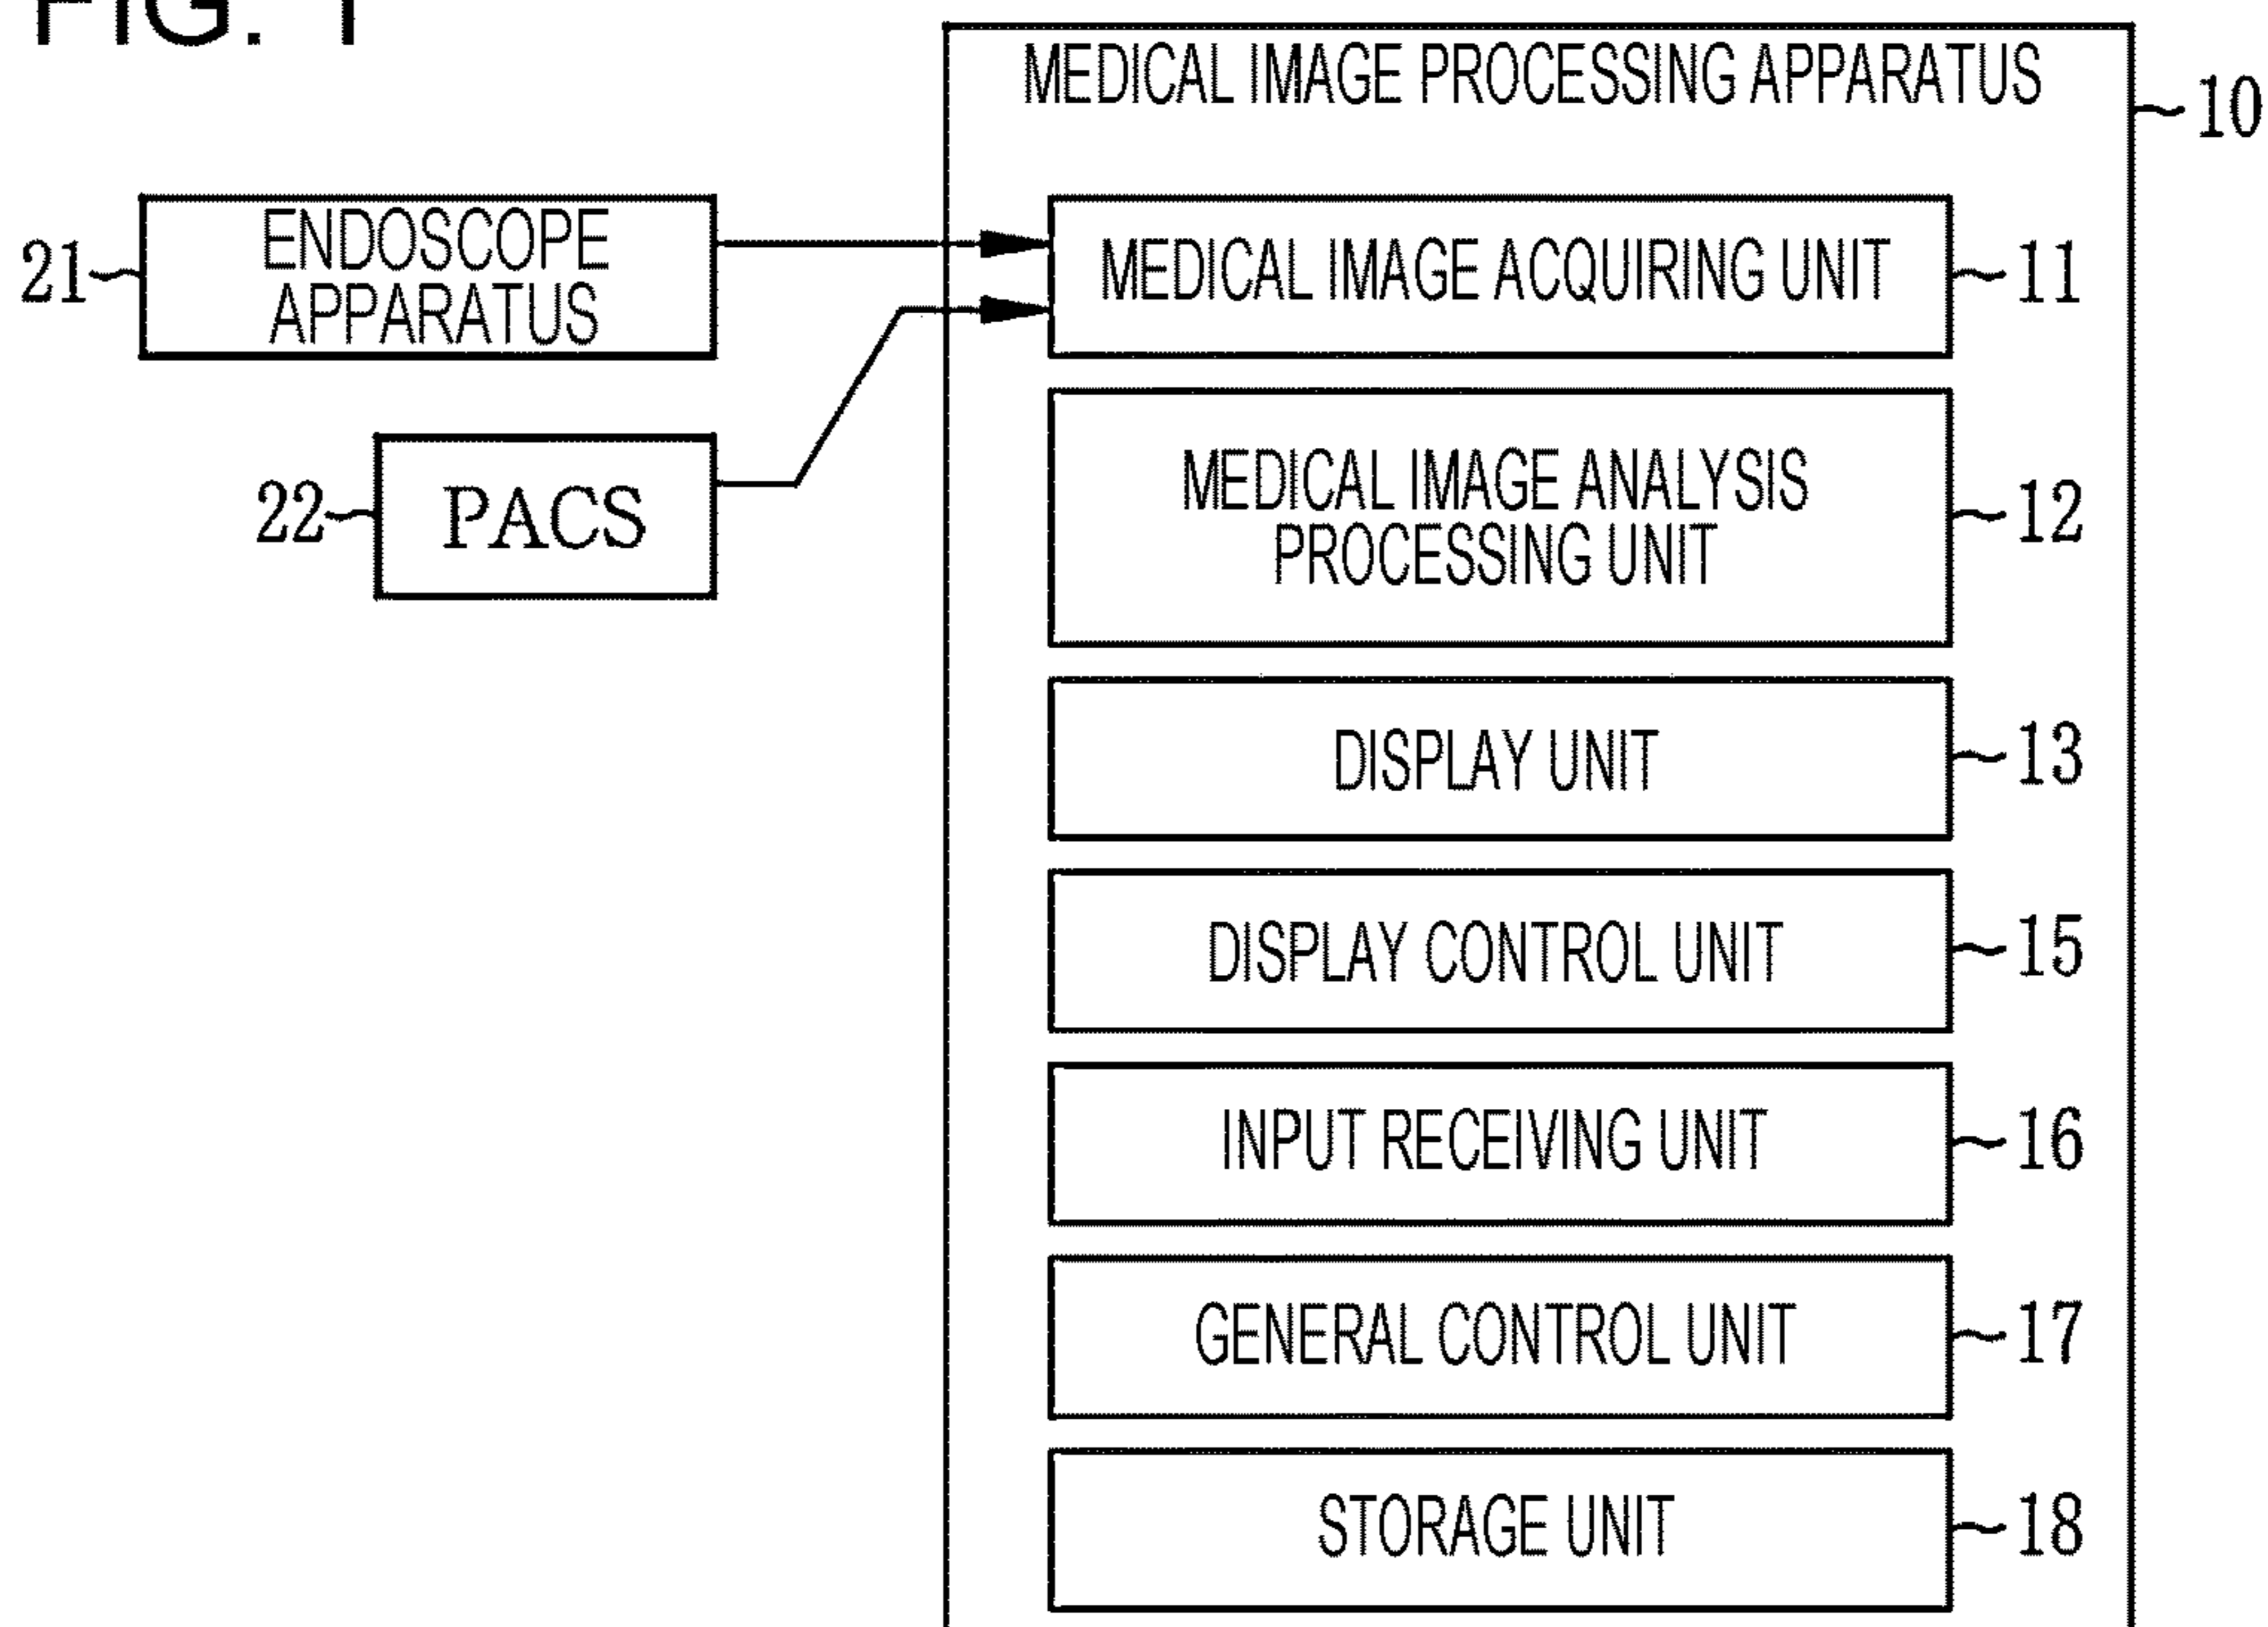 FIG. 1
MEDICAL IMAGE PROCESSING APPARATUS
10
ENDOSCOPE
APPARATUS
21
MEDICAL IMAGE ACQUIRING UNIT
11
22
PACS
MEDICAL IMAGE ANALYSIS
PROCESSING UNIT
12
DISPLAY UNIT
13
DISPLAY CONTROL UNIT
15
INPUT RECEIVING UNIT
16
GENERAL CONTROL UNIT
17
STORAGE UNIT
18